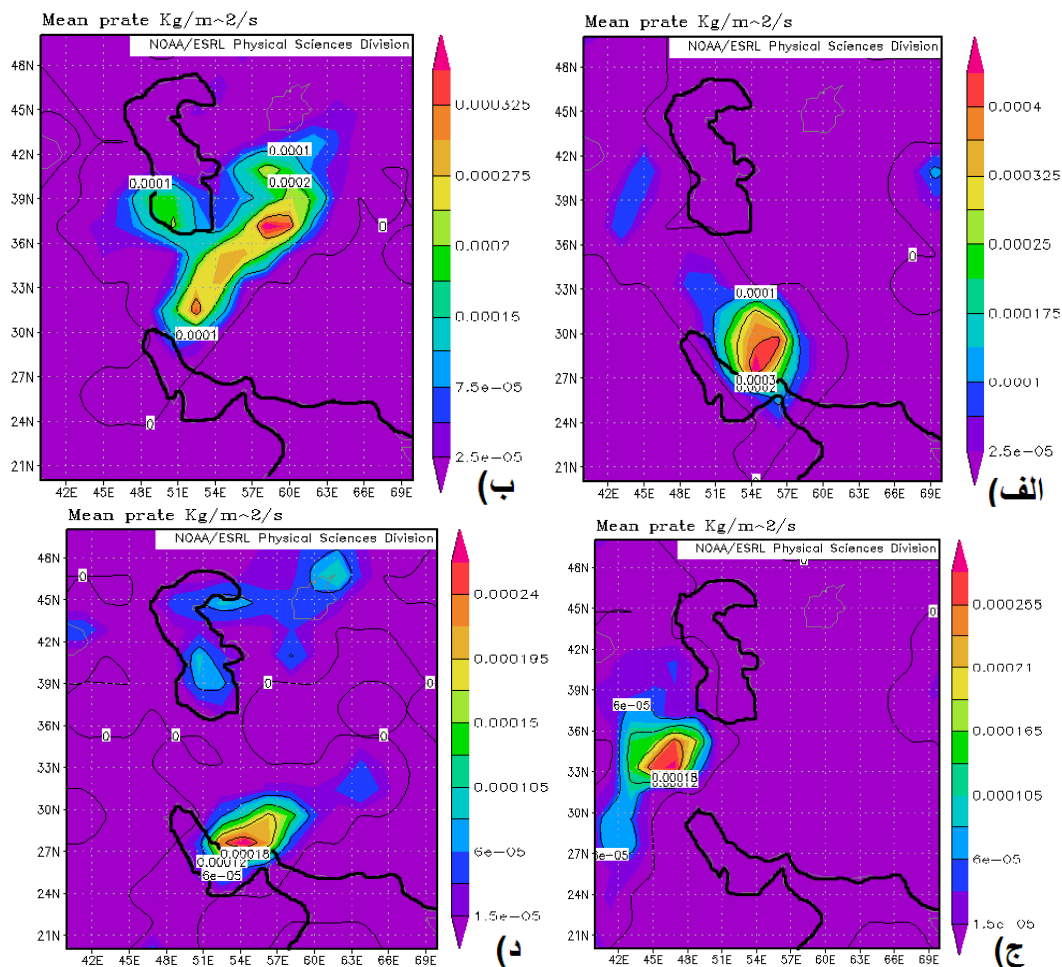 Mean prate Kg/m^2/s
NOAA/ESRL Physical Sciences Division
48N
45N
42N
39N
36N
33N
30N
27N
24N
21N
42E 45E 48E 51E 54E 57E 60E 63E 66E 69E
0.0001
0.0001
0.0002
0.0001
0
0
0.000325
0.000275
0.0002
0.00015
7.5e-05
2.5e-05
ب)
Mean prate Kg/m^2/s
NOAA/ESRL Physical Sciences Division
48N
45N
42N
39N
36N
33N
30N
27N
24N
21N
42E 45E 48E 51E 54E 57E 60E 63E 66E 69E
0.0001
0.0003
0.0002
0
0
0.0004
0.000325
0.00025
0.000175
0.0001
2.5e-05
الف)
Mean prate Kg/m^2/s
NOAA/ESRL Physical Sciences Division
48N
45N
42N
39N
36N
33N
30N
27N
24N
21N
42E 45E 48E 51E 54E 57E 60E 63E 66E 69E
0
0
0
0
0
0
0.00018
0.00012
6e-05
0.00024
0.000195
0.00015
0.000105
6e-05
1.5e-05
د)
Mean prate Kg/m^2/s
NOAA/ESRL Physical Sciences Division
48N
45N
42N
39N
36N
33N
30N
27N
24N
21N
42E 45E 48E 51E 54E 57E 60E 63E 66E 69E
0
0
6e-05
0.00018
0.00012
6e-05
0.000255
0.00021
0.000165
0.000105
6e-05
1.5e-05
ج)